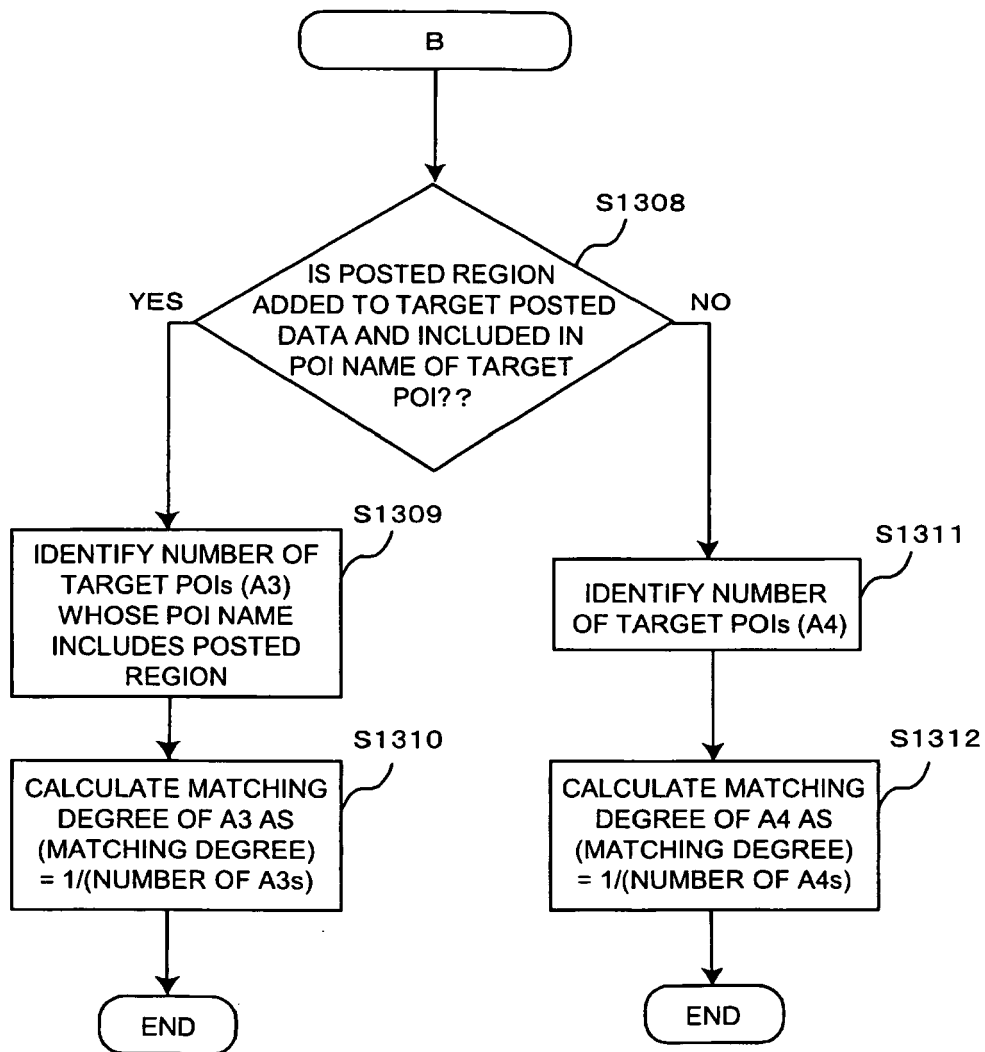 B
S1308
IS POSTED REGION
ADDED TO TARGET POSTED
DATA AND INCLUDED IN
POI NAME OF TARGET
POI??
YES
NO
S1309
IDENTIFY NUMBER OF
TARGET POIs (A3)
WHOSE POI NAME
INCLUDES POSTED
REGION
S1311
IDENTIFY NUMBER
OF TARGET POIs (A4)
S1310
CALCULATE MATCHING
DEGREE OF A3 AS
(MATCHING DEGREE)
= 1/(NUMBER OF A3s)
S1312
CALCULATE MATCHING
DEGREE OF A4 AS
(MATCHING DEGREE)
= 1/(NUMBER OF A4s)
END
END